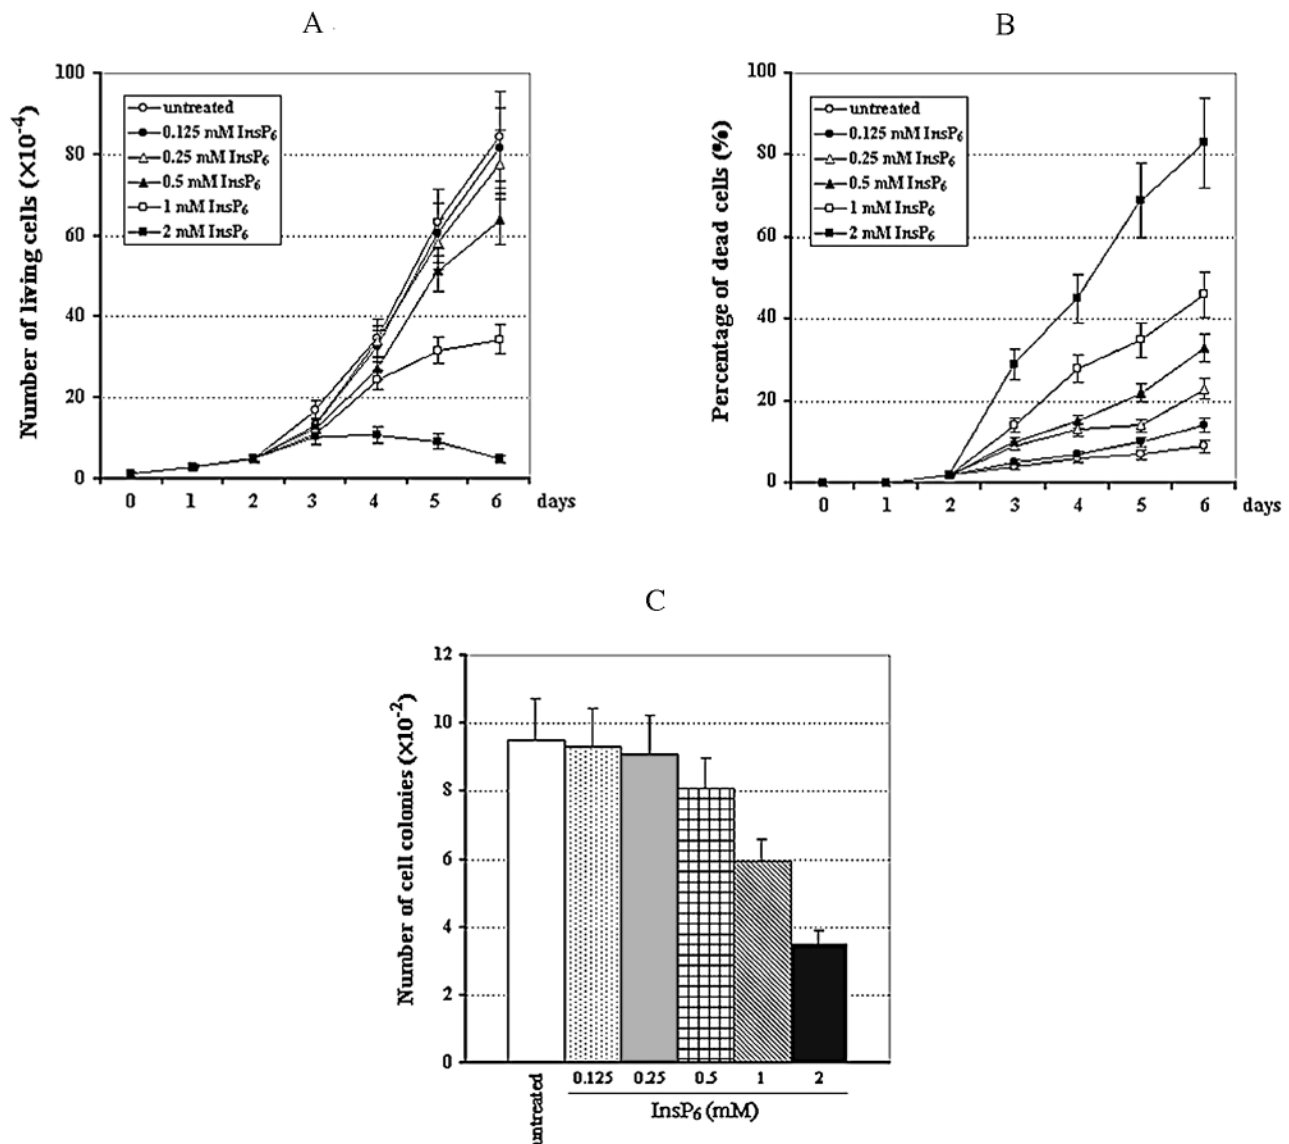 A
Number of living cells (×10⁻⁴)
100
80
60
40
20
0
untreated
0.125 mM InsP₆
0.25 mM InsP₆
0.5 mM InsP₆
1 mM InsP₆
2 mM InsP₆
0 1 2 3 4 5 6 days
B
Percentage of dead cells (%)
100
80
60
40
20
0
untreated
0.125 mM InsP₆
0.25 mM InsP₆
0.5 mM InsP₆
1 mM InsP₆
2 mM InsP₆
0 1 2 3 4 5 6 days
C
Number of cell colonies (×10⁻²)
12
10
8
6
4
2
0
untreated
0.125 0.25 0.5 1 2
InsP₆ (mM)